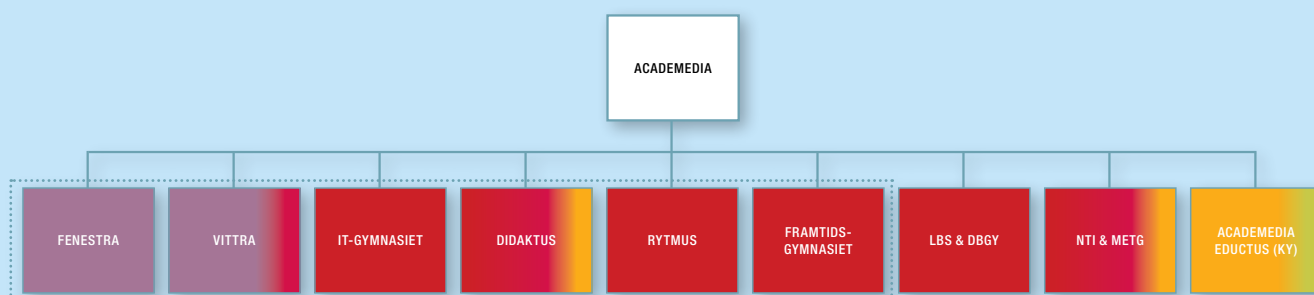 ACADEMEDIA
FENESTRA
VITTRA
IT-GYMNASIET
DIDAKTUS
RYTMUS
FRAMTIDS-
GYMNASIET
LBS & DBGY
NTI & METG
ACADEMEDIA
EDUCTUS (KY)